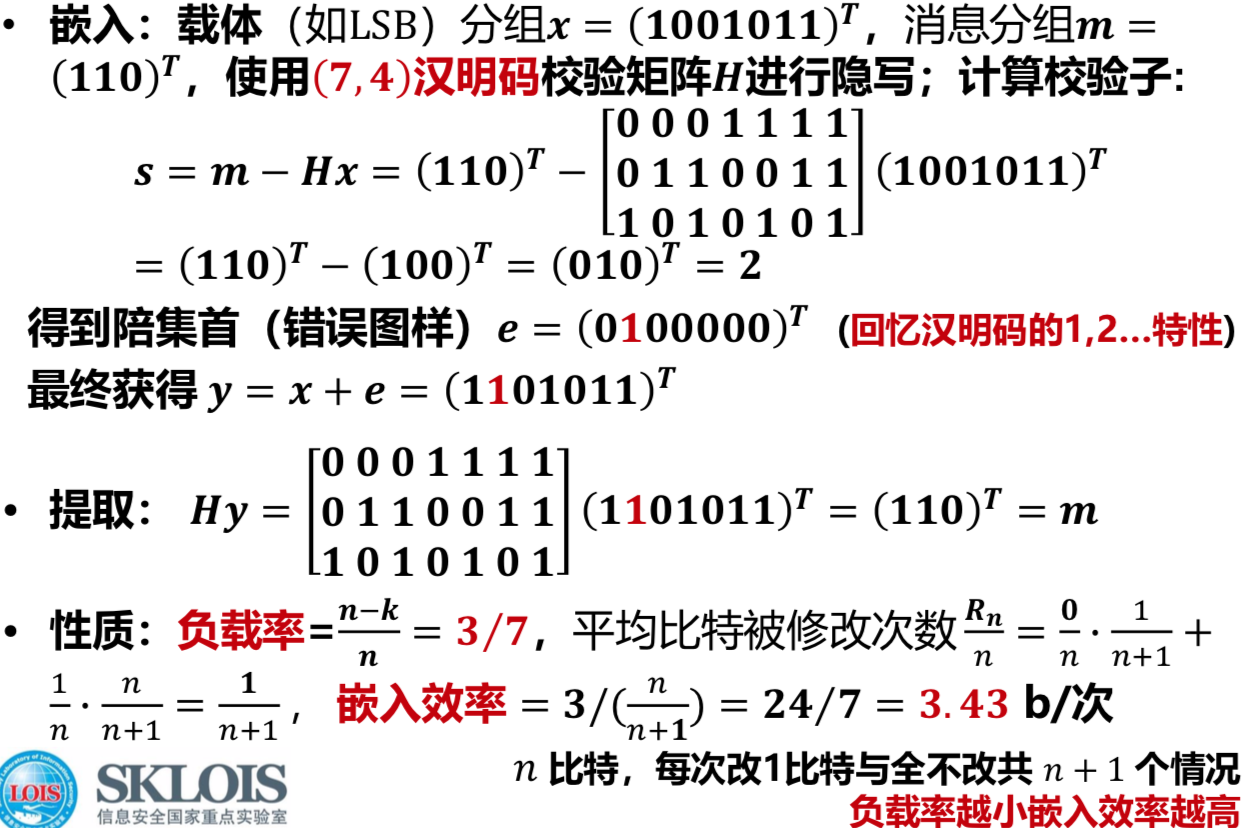 • 嵌入：载体（如LSB）分组x = (1001011)^T，消息分组m =
(110)^T，使用(7,4)汉明码校验矩阵H进行隐写；计算校验子:
s = m − Hx = (110)^T − [0 0 0 1 1 1 1
0 1 1 0 0 1 1
1 0 1 0 1 0 1] (1001011)^T
= (110)^T − (100)^T = (010)^T = 2
得到陪集首（错误图样）e = (0100000)^T (回忆汉明码的1,2…特性)
最终获得 y = x + e = (1101011)^T
• 提取： Hy = [0 0 0 1 1 1 1
0 1 1 0 0 1 1
1 0 1 0 1 0 1] (1101011)^T = (110)^T = m
• 性质：负载率=(n−k)/n = 3/7，平均比特被修改次数 R_n/n = 0/n · 1/(n+1) +
1/n · n/(n+1) = 1/(n+1)，嵌入效率 = 3/(n/(n+1)) = 24/7 = 3.43 b/次
n 比特，每次改1比特与全不改共 n + 1 个情况
负载率越小嵌入效率越高
LOIS
SKLOIS
信息安全国家重点实验室